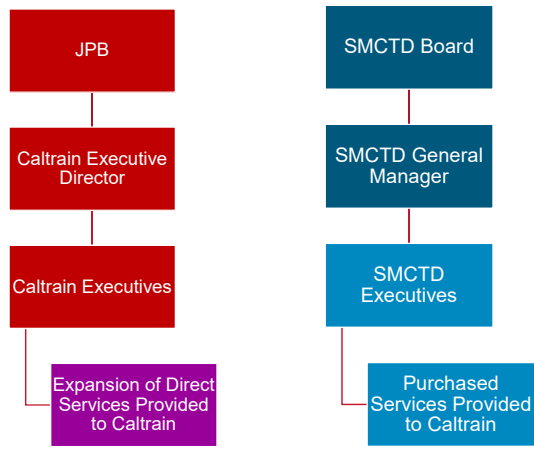 JPB
Caltrain Executive
Director
Caltrain Executives
Expansion of Direct
Services Provided
to Caltrain
SMCTD Board
SMCTD General
Manager
SMCTD
Executives
Purchased
Services Provided
to Caltrain